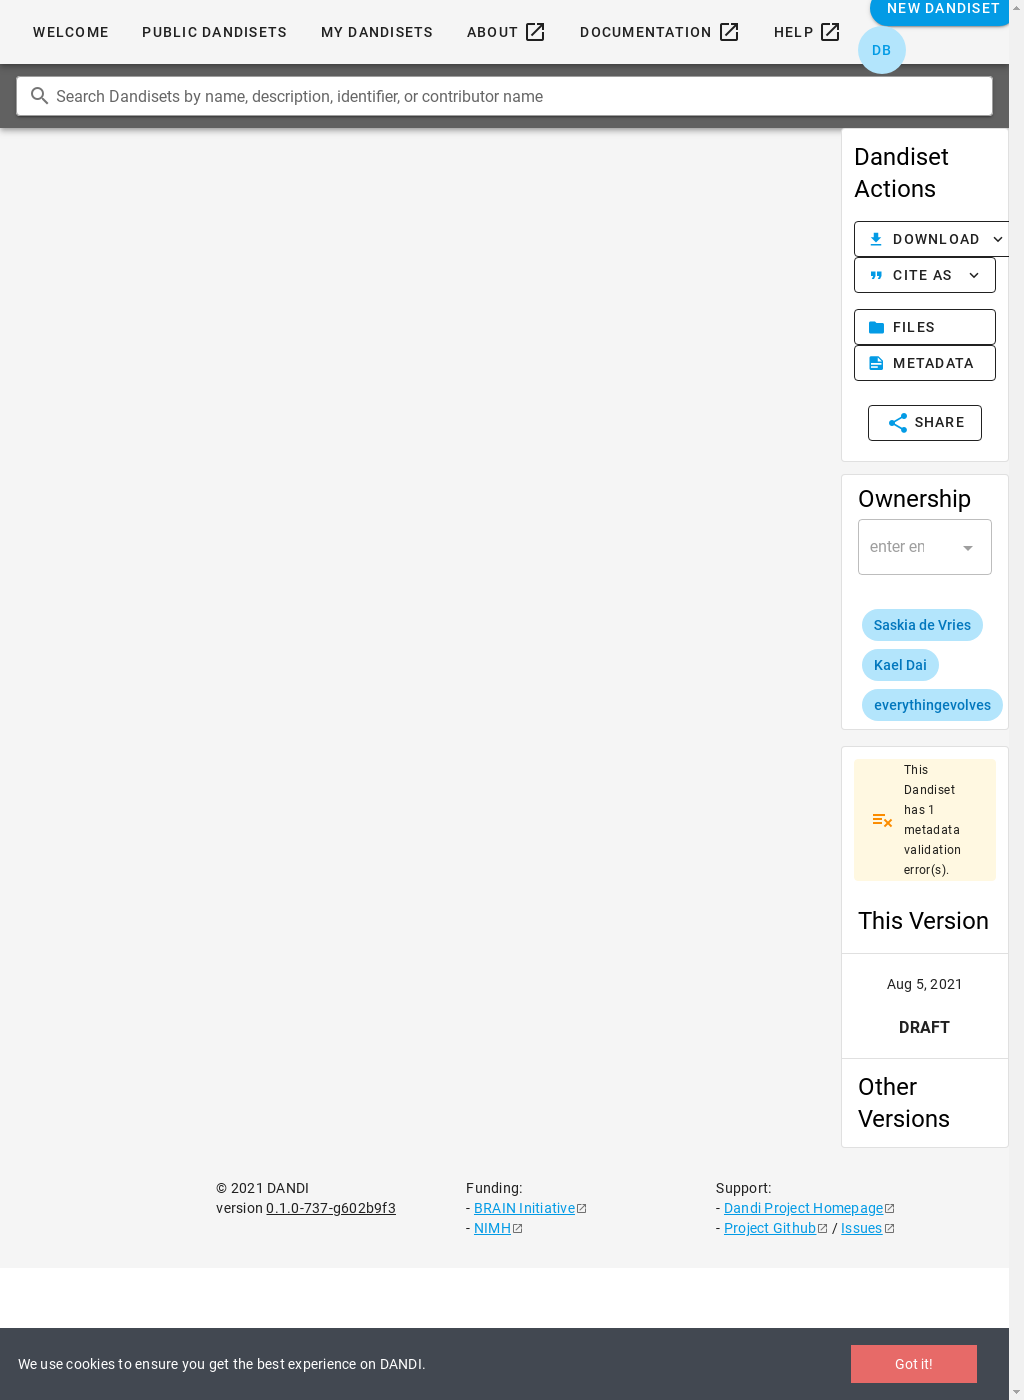 WELCOME PUBLIC DANDISETS MY DANDISETS ABOUT DOCUMENTATION HELP NEW DANDISET
DB
Search Dandisets by name, description, identifier, or contributor name
Dandiset
Actions
DOWNLOAD
CITE AS
FILES
METADATA
SHARE
Ownership
enter en
Saskia de Vries
Kael Dai
everythingevolves
This
Dandiset
has 1
metadata
validation
error(s).
This Version
Aug 5, 2021
DRAFT
Other
Versions
© 2021 DANDI Funding: Support:
version 0.1.0-737-g602b9f3 - BRAIN Initiative - Dandi Project Homepage
- NIMH - Project Github / Issues
We use cookies to ensure you get the best experience on DANDI. Got it!